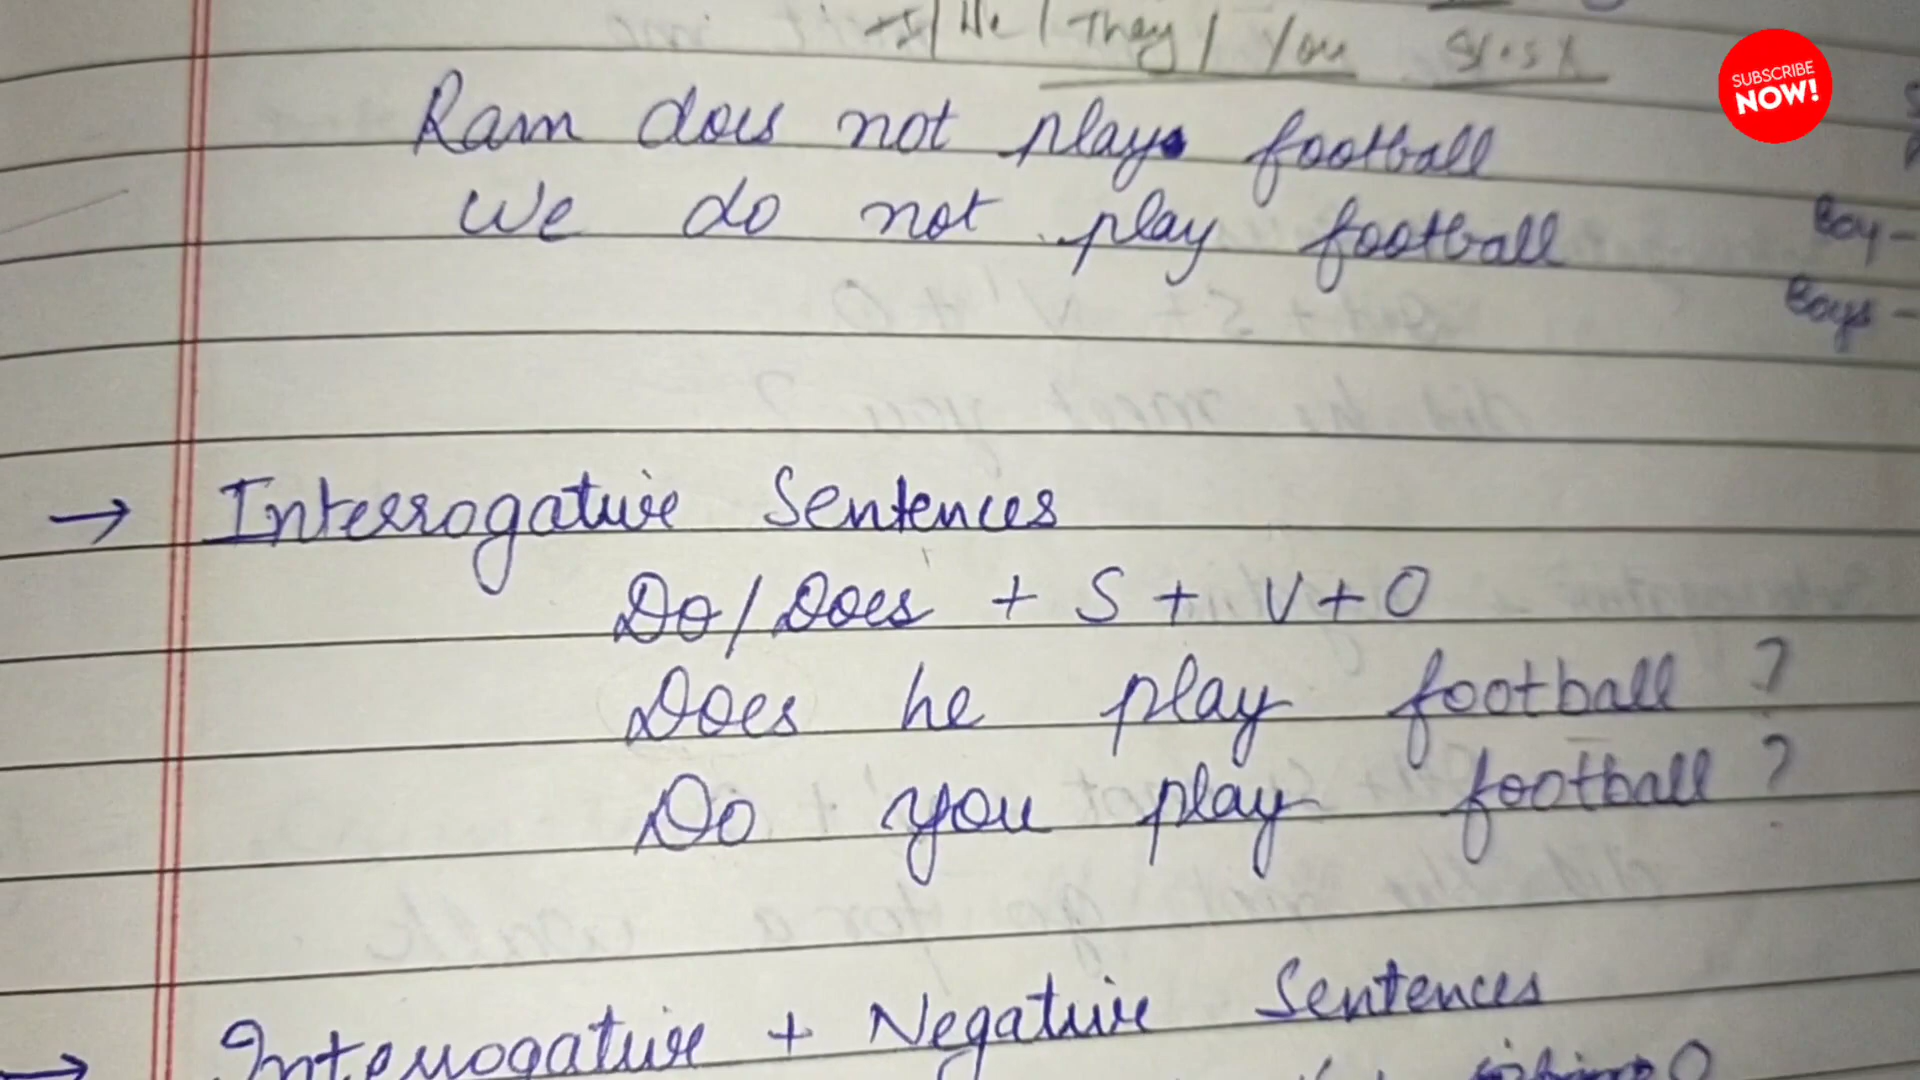 He / They / You
SUBSCRIBE
NOW!
Ram does not play football
We do not play football
Boy -
Boys -
→ Interrogative Sentences
Do/Does + S + V + O
Does he play football ?
Do you play football ?
→ Interrogative + Negative Sentences